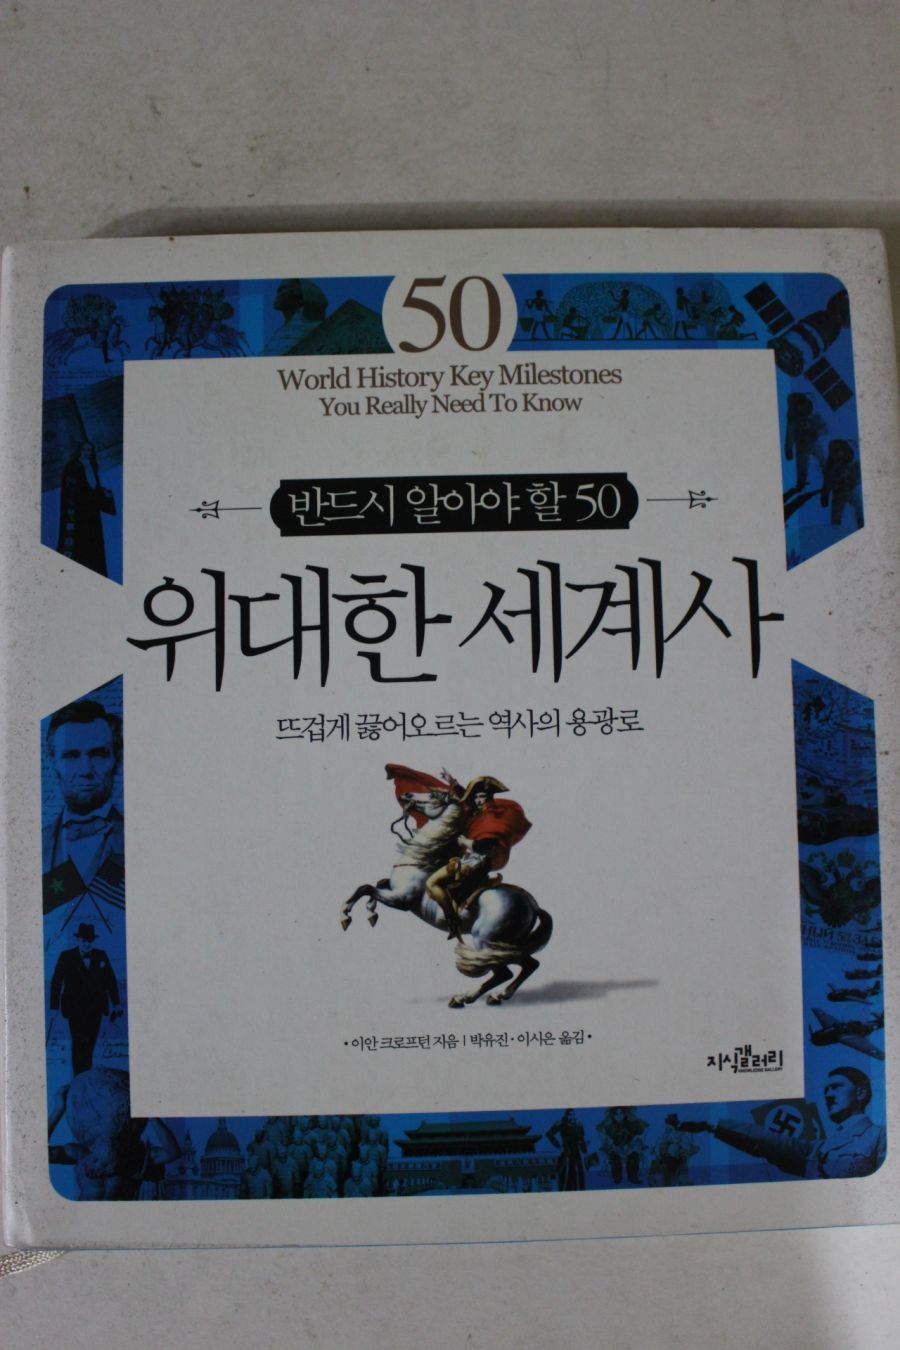 50
World History Key Milestones
You Really Need To Know
반드시 알아야 할 50
위대한 세계사
뜨겁게 끓어오르는 역사의 용광로
• 이안 크로프턴 지음 | 박유진 · 이시은 옮김 •
지식갤러리
KNOWLEDGE GALLERY